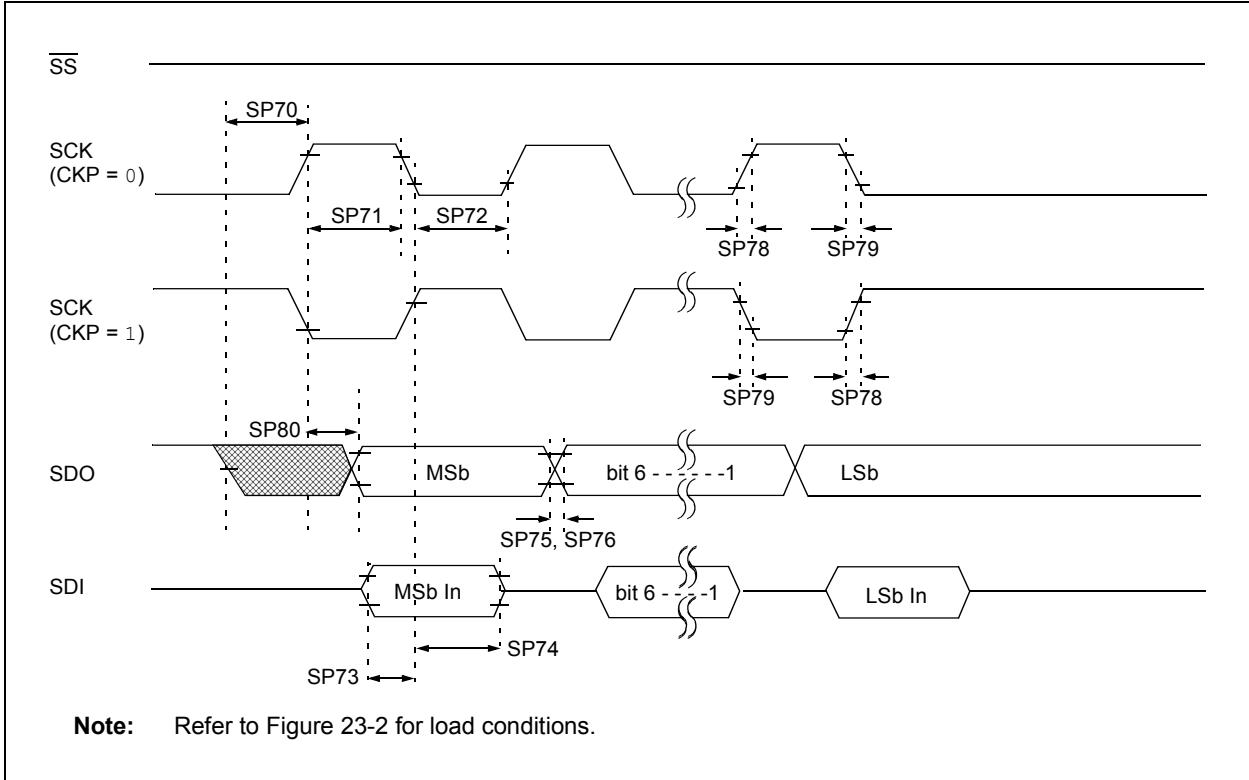 SS
SP70
SCK
(CKP = 0)
SP71
SP72
SP78
SP79
SCK
(CKP = 1)
SP79
SP78
SP80
SDO
MSb
bit 6 - - - - - -1
LSb
SP75, SP76
SDI
MSb In
bit 6 - - - - -1
LSb In
SP74
SP73
Note: Refer to Figure 23-2 for load conditions.